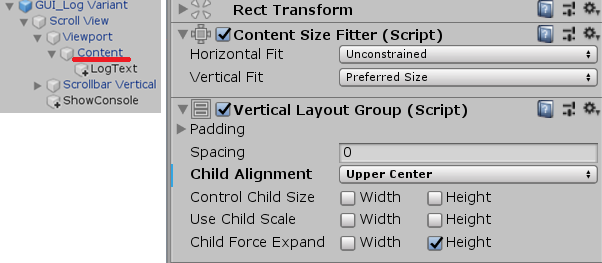 GUI_Log Variant
Scroll View
Viewport
Content
LogText
Scrollbar Vertical
ShowConsole
Rect Transform
Content Size Fitter (Script)
Horizontal Fit Unconstrained
Vertical Fit Preferred Size
Vertical Layout Group (Script)
Padding
Spacing 0
Child Alignment Upper Center
Control Child Size Width Height
Use Child Scale Width Height
Child Force Expand Width Height